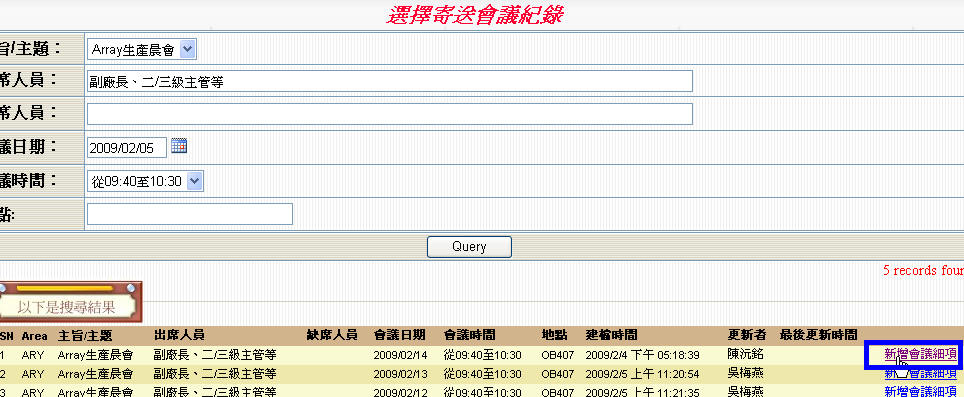 選擇寄送會議紀錄
旨/主題：
Array生產晨會
席人員：
副廠長、二/三級主管等
席人員：
議日期：
2009/02/05
議時間：
從09:40至10:30
點:
Query
5 records foun
以下是搜尋結果
SN Area 主旨/主題 出席人員 缺席人員 會議日期 會議時間 地點 建檔時間 更新者 最後更新時間
1 ARY Array生產晨會 副廠長、二/三級主管等 2009/02/14 從09:40至10:30 OB407 2009/2/4 下午 05:18:39 陳沅銘 新增會議細項
2 ARY Array生產晨會 副廠長、二/三級主管等 2009/02/13 從09:40至10:30 OB407 2009/2/5 上午 11:20:54 吳梅燕 新增會議細項
3 ARY Array生產晨會 副廠長、二/三級主管等 2009/02/12 從09:40至10:30 OB407 2009/2/5 上午 11:21:35 吳梅燕 新增會議細項